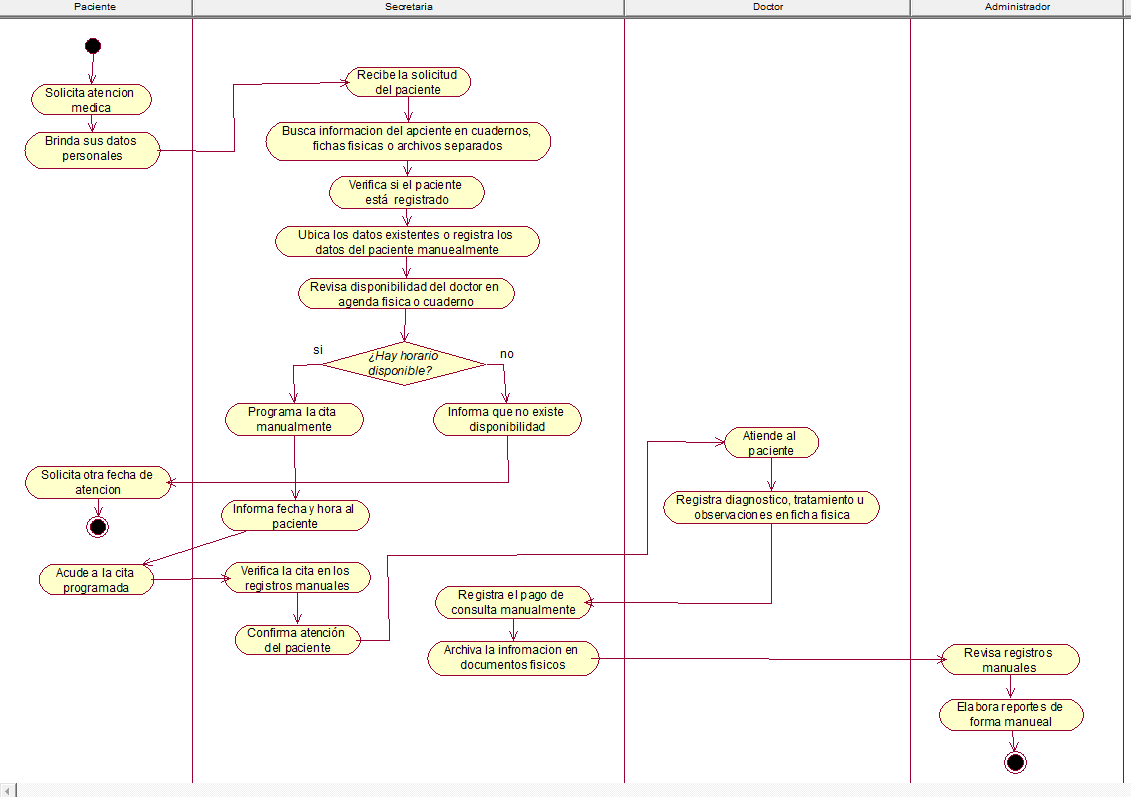 Paciente
Secretaria
Doctor
Administrador
Solicita atencion
medica
Brinda sus datos
personales
Recibe la solicitud
del paciente
Busca informacion del apciente en cuadernos,
fichas fisicas o archivos separados
Verifica si el paciente
está registrado
Ubica los datos existentes o registra los
datos del paciente manuealmente
Revisa disponibilidad del doctor en
agenda fisica o cuaderno
¿Hay horario
disponible?
si
no
Programa la cita
manualmente
Informa que no existe
disponibilidad
Solicita otra fecha de
atencion
Informa fecha y hora al
paciente
Acude a la cita
programada
Verifica la cita en los
registros manuales
Confirma atención
del paciente
Atiende al
paciente
Registra diagnostico, tratamiento u
observaciones en ficha fisica
Registra el pago de
consulta manualmente
Archiva la infromacion en
documentos fisicos
Revisa registros
manuales
Elabora reportes de
forma manueal